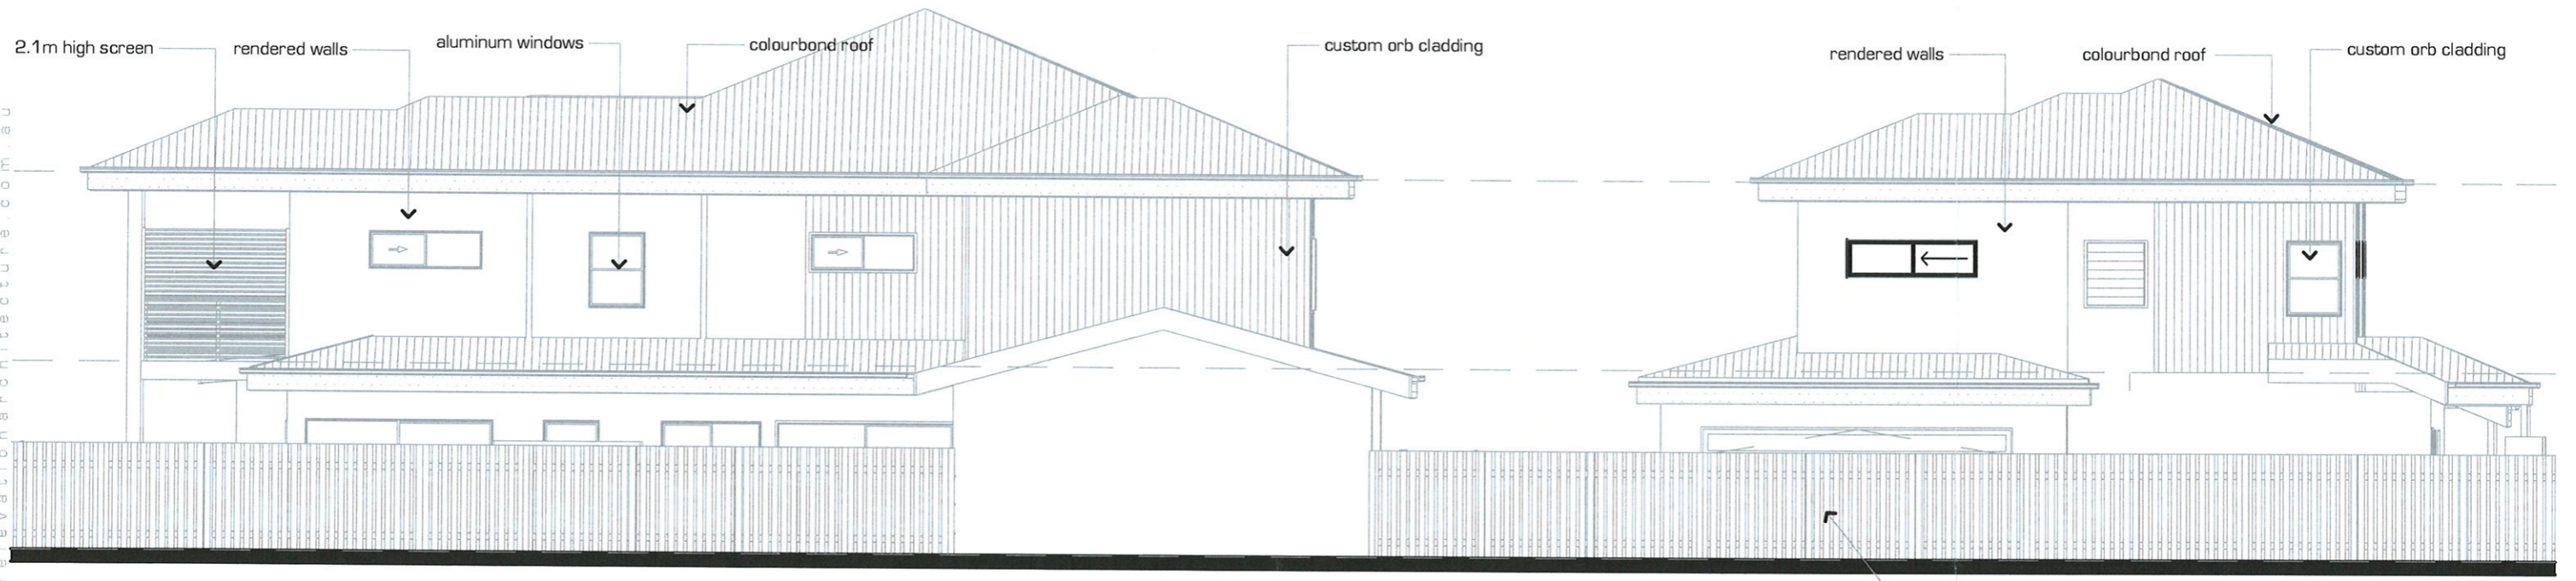 2.1m high screen
rendered walls
aluminum windows
colourbond roof
custom orb cladding
rendered walls
colourbond roof
custom orb cladding